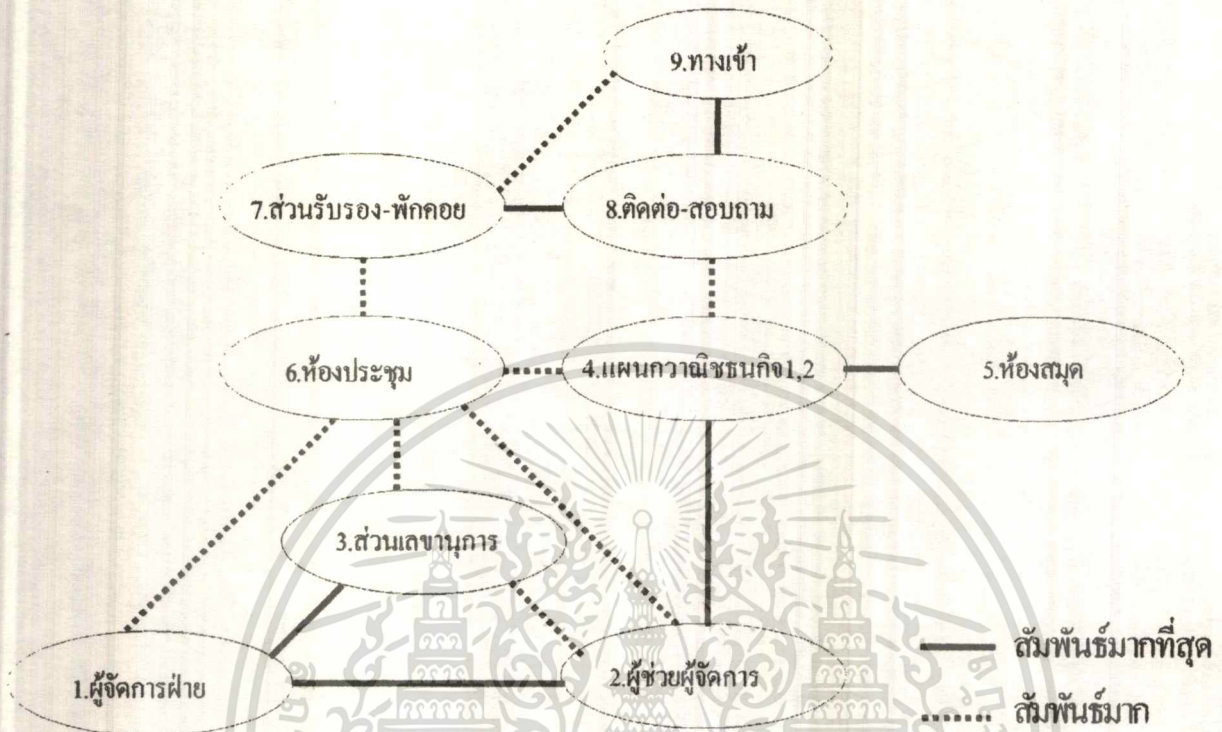 9.ทางเข้า
7.ส่วนรับรอง-พักคอย
8.ติดต่อ-สอบถาม
6.ห้องประชุม
4.แผนกวาณิชธนกิจ1,2
5.ห้องสมุด
3.ส่วนเลขานุการ
1.ผู้จัดการฝ่าย
2.ผู้ช่วยผู้จัดการ
สัมพันธ์มากที่สุด
สัมพันธ์มาก